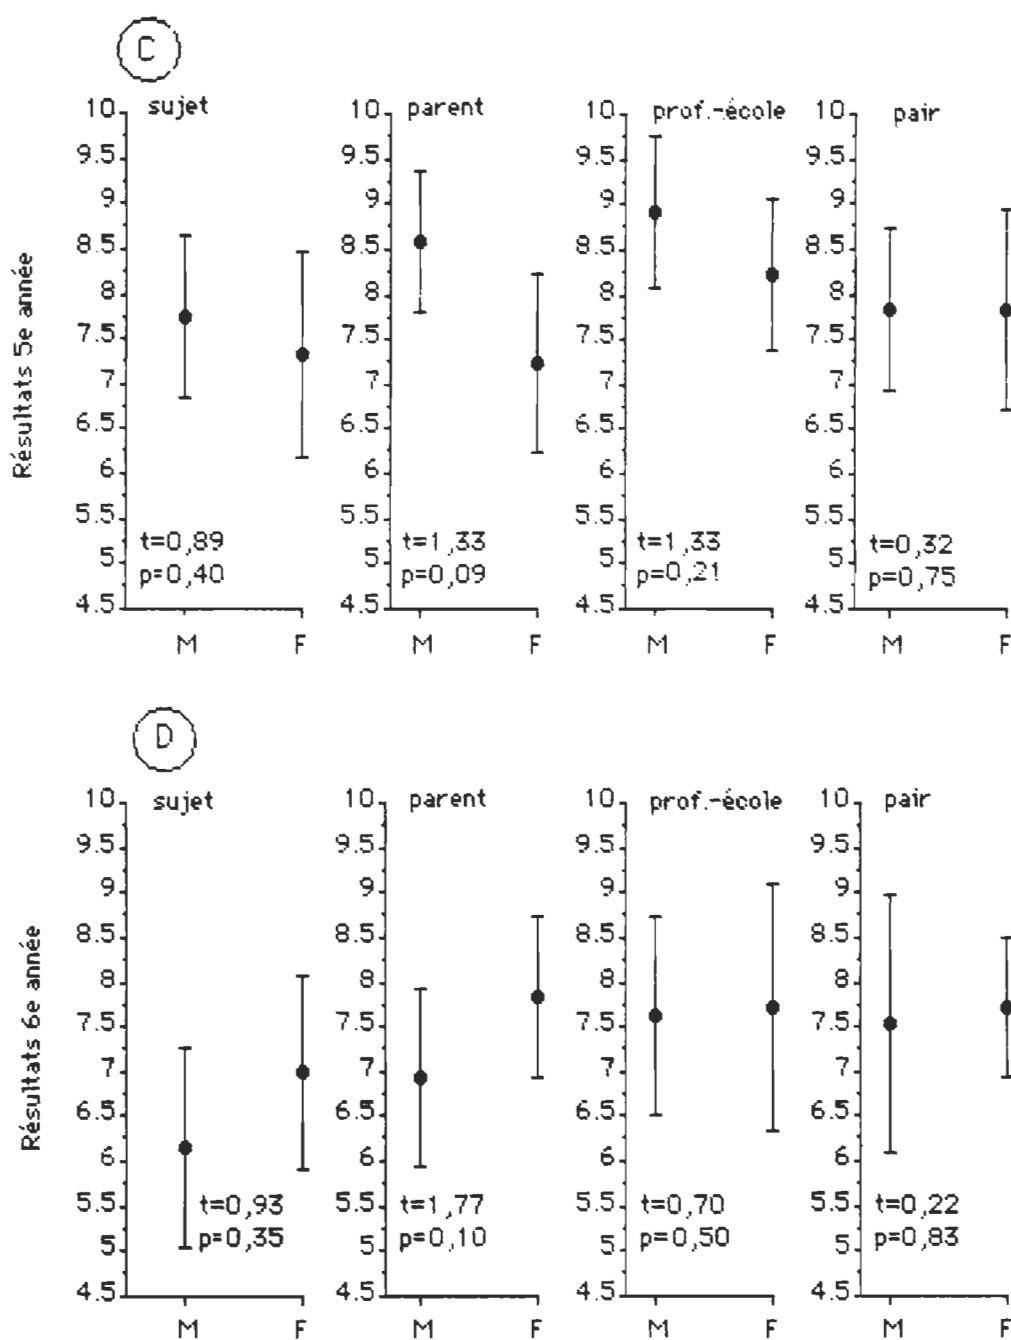 C
sujet parent prof.-école pair
10 10 10 10
9.5 9.5 9.5 9.5
9 9 9 9
8.5 8.5 8.5 8.5
8 8 8 8
7.5 7.5 7.5 7.5
7 7 7 7
6.5 6.5 6.5 6.5
6 6 6 6
5.5 5.5 5.5 5.5
5 5 5 5
4.5 4.5 4.5 4.5
Résultats 5e année
t=0,89 t=1,33 t=1,33 t=0,32
p=0,40 p=0,09 p=0,21 p=0,75
M F M F M F M F
D
sujet parent prof.-école pair
10 10 10 10
9.5 9.5 9.5 9.5
9 9 9 9
8.5 8.5 8.5 8.5
8 8 8 8
7.5 7.5 7.5 7.5
7 7 7 7
6.5 6.5 6.5 6.5
6 6 6 6
5.5 5.5 5.5 5.5
5 5 5 5
4.5 4.5 4.5 4.5
Résultats 6e année
t=0,93 t=1,77 t=0,70 t=0,22
p=0,35 p=0,10 p=0,50 p=0,83
M F M F M F M F